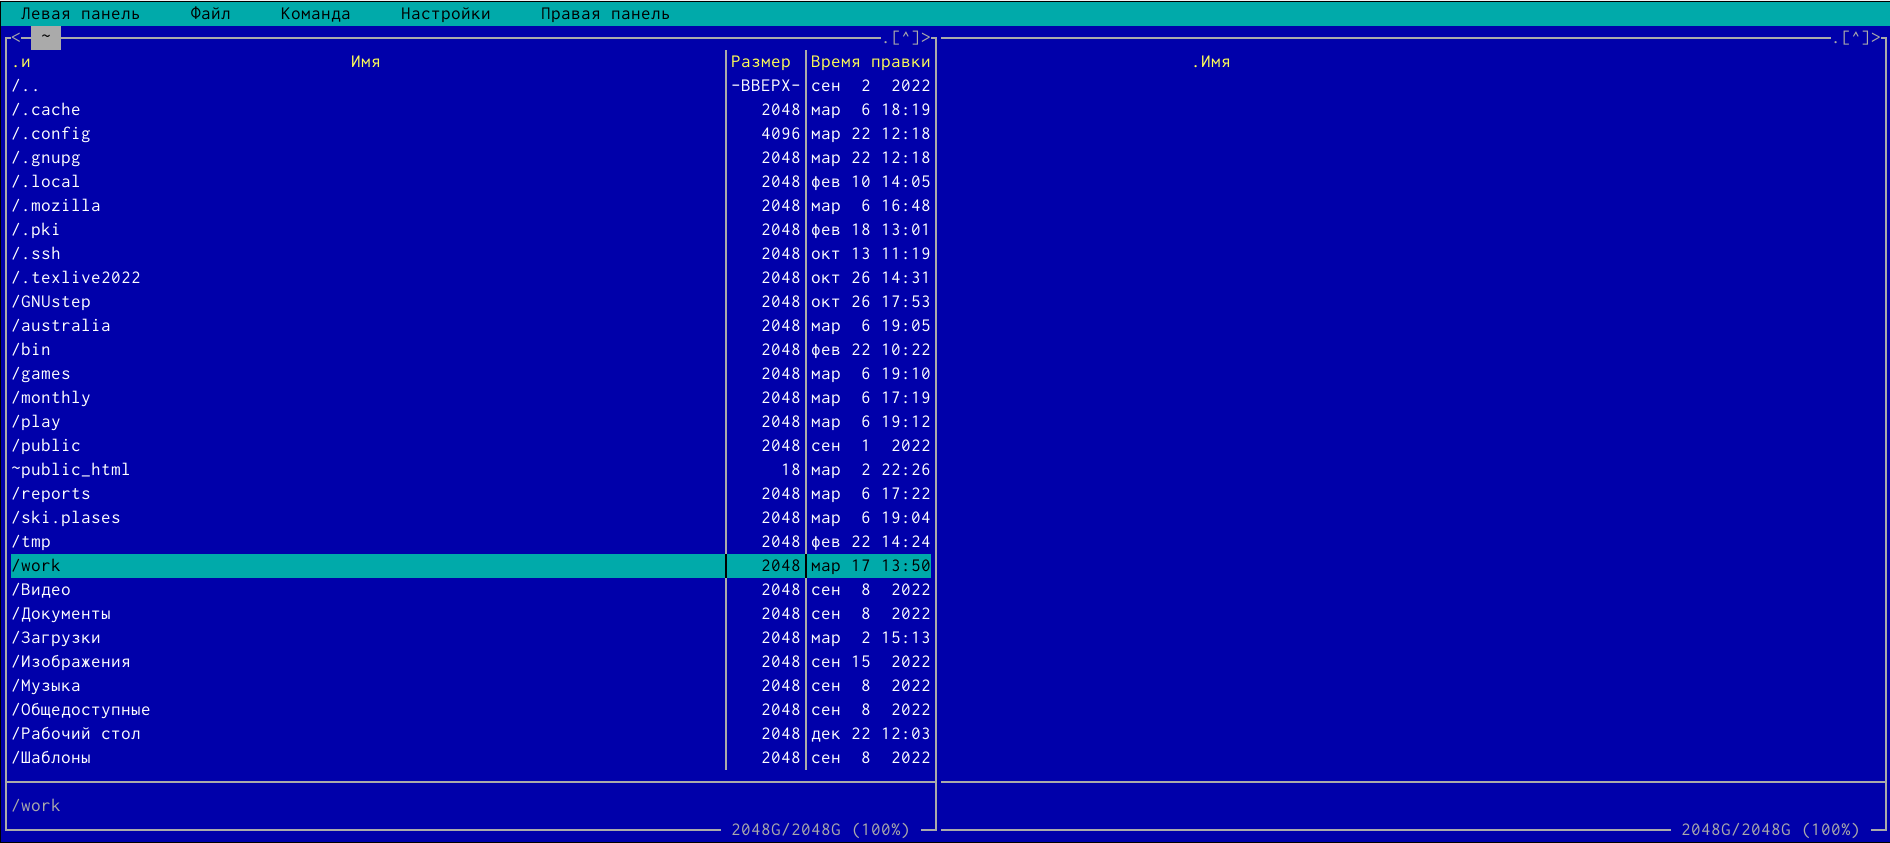 Левая панель Файл Команда Настройки Правая панель
<─ ~ .[^]> .[^]>
.и Имя Размер Время правки .Имя
/.. -ВВЕРХ- сен 2 2022
/.cache 2048 мар 6 18:19
/.config 4096 мар 22 12:18
/.gnupg 2048 мар 22 12:18
/.local 2048 фев 10 14:05
/.mozilla 2048 мар 6 16:48
/.pki 2048 фев 18 13:01
/.ssh 2048 окт 13 11:19
/.texlive2022 2048 окт 26 14:31
/GNUstep 2048 окт 26 17:53
/australia 2048 мар 6 19:05
/bin 2048 фев 22 10:22
/games 2048 мар 6 19:10
/monthly 2048 мар 6 17:19
/play 2048 мар 6 19:12
/public 2048 сен 1 2022
~public_html 18 мар 2 22:26
/reports 2048 мар 6 17:22
/ski.plases 2048 мар 6 19:04
/tmp 2048 фев 22 14:24
/work 2048 мар 17 13:50
/Видео 2048 сен 8 2022
/Документы 2048 сен 8 2022
/Загрузки 2048 мар 2 15:13
/Изображения 2048 сен 15 2022
/Музыка 2048 сен 8 2022
/Общедоступные 2048 сен 8 2022
/Рабочий стол 2048 дек 22 12:03
/Шаблоны 2048 сен 8 2022
/work
2048G/2048G (100%) 2048G/2048G (100%)